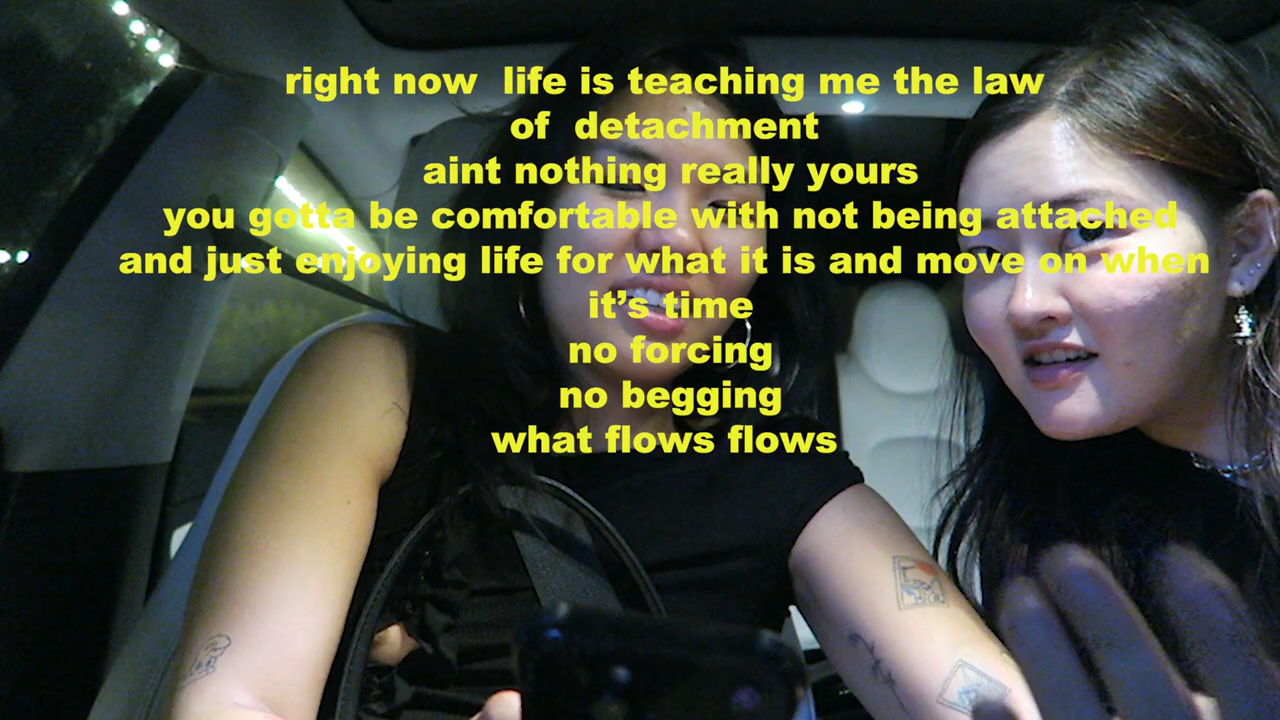 right now life is teaching me the law
of detachment
aint nothing really yours
you gotta be comfortable with not being attached
and just enjoying life for what it is and move on when
it’s time
no forcing
no begging
what flows flows